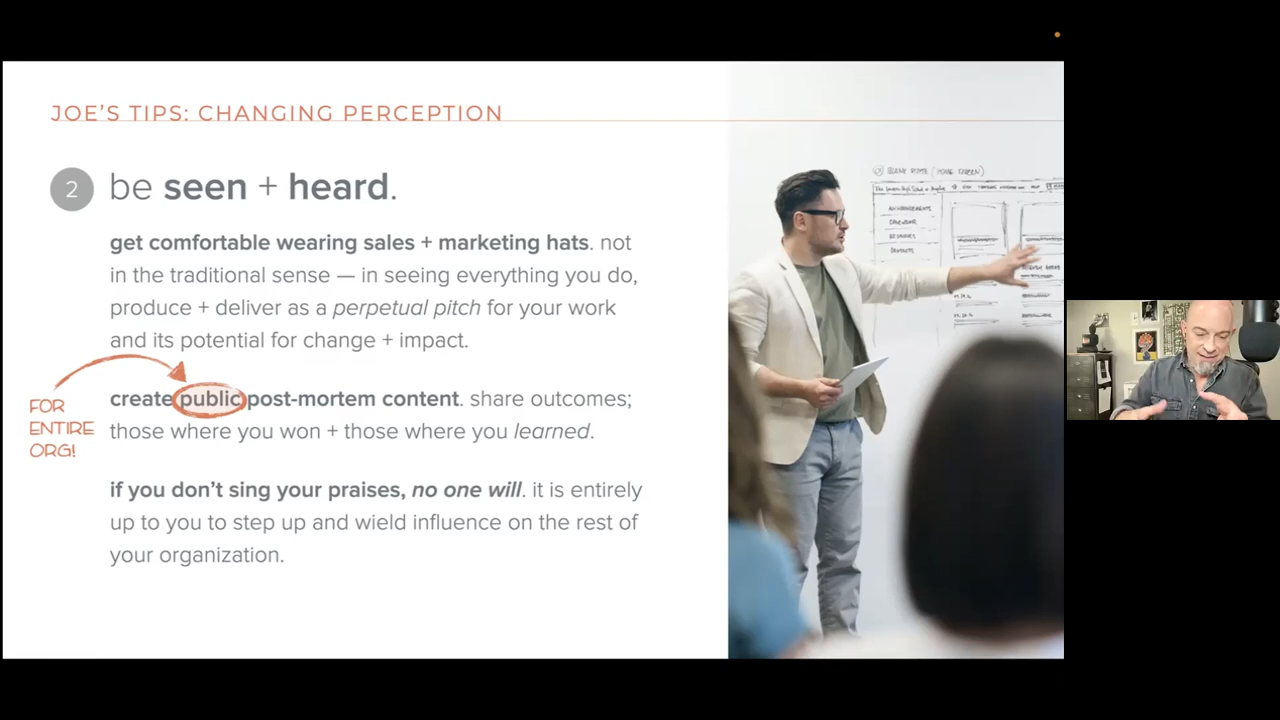 JOE'S TIPS: CHANGING PERCEPTION
2
be seen + heard.
get comfortable wearing sales + marketing hats. not
in the traditional sense — in seeing everything you do,
produce + deliver as a perpetual pitch for your work
and its potential for change + impact.
FOR
ENTIRE
ORG!
create public post-mortem content. share outcomes;
those where you won + those where you learned.
if you don't sing your praises, no one will. it is entirely
up to you to step up and wield influence on the rest of
your organization.
ANNOUNCEMENTS
CALENDAR